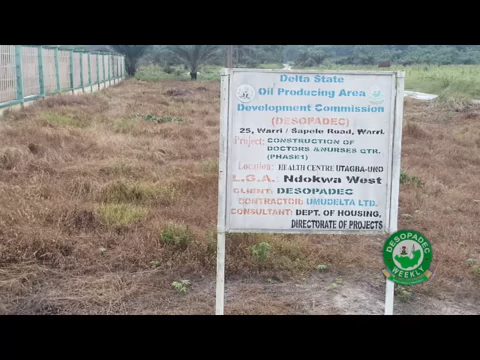 Delta State
Oil Producing Area
Development Commission
(DESOPADEC)
25, Warri / Sapele Road, Warri.
Project: CONSTRUCTION OF
DOCTORS & NURSES QTR.
(PHASE1)
Location: HEALTH CENTRE UTAGBA-UNO
L.G.A. Ndokwa West
CLIENT: DESOPADEC
CONTRACTOR: UMUDELTA LTD.
CONSULTANT: DEPT. OF HOUSING,
DIRECTORATE OF PROJECTS
DESOPADEC
WEEKLY